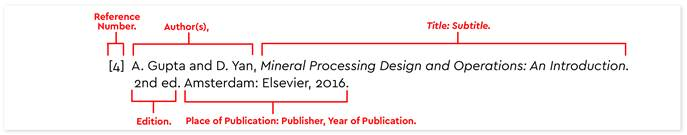 Reference
Number.
Author(s),
Title: Subtitle.
[4] A. Gupta and D. Yan, Mineral Processing Design and Operations: An Introduction.
2nd ed. Amsterdam: Elsevier, 2016.
Edition.
Place of Publication: Publisher, Year of Publication.